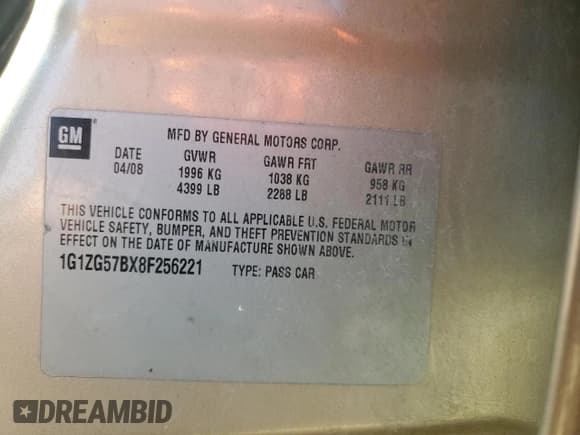 GM®
MFD BY GENERAL MOTORS CORP.
DATE GVWR GAWR FRT GAWR RR
04/08 1996 KG 1038 KG 958 KG
4399 LB 2288 LB 2111 LB
THIS VEHICLE CONFORMS TO ALL APPLICABLE U.S. FEDERAL MOTOR
VEHICLE SAFETY, BUMPER, AND THEFT PREVENTION STANDARDS IN
EFFECT ON THE DATE OF MANUFACTURE SHOWN ABOVE.
1G1ZG57BX8F256221 TYPE: PASS CAR
DREAMBID